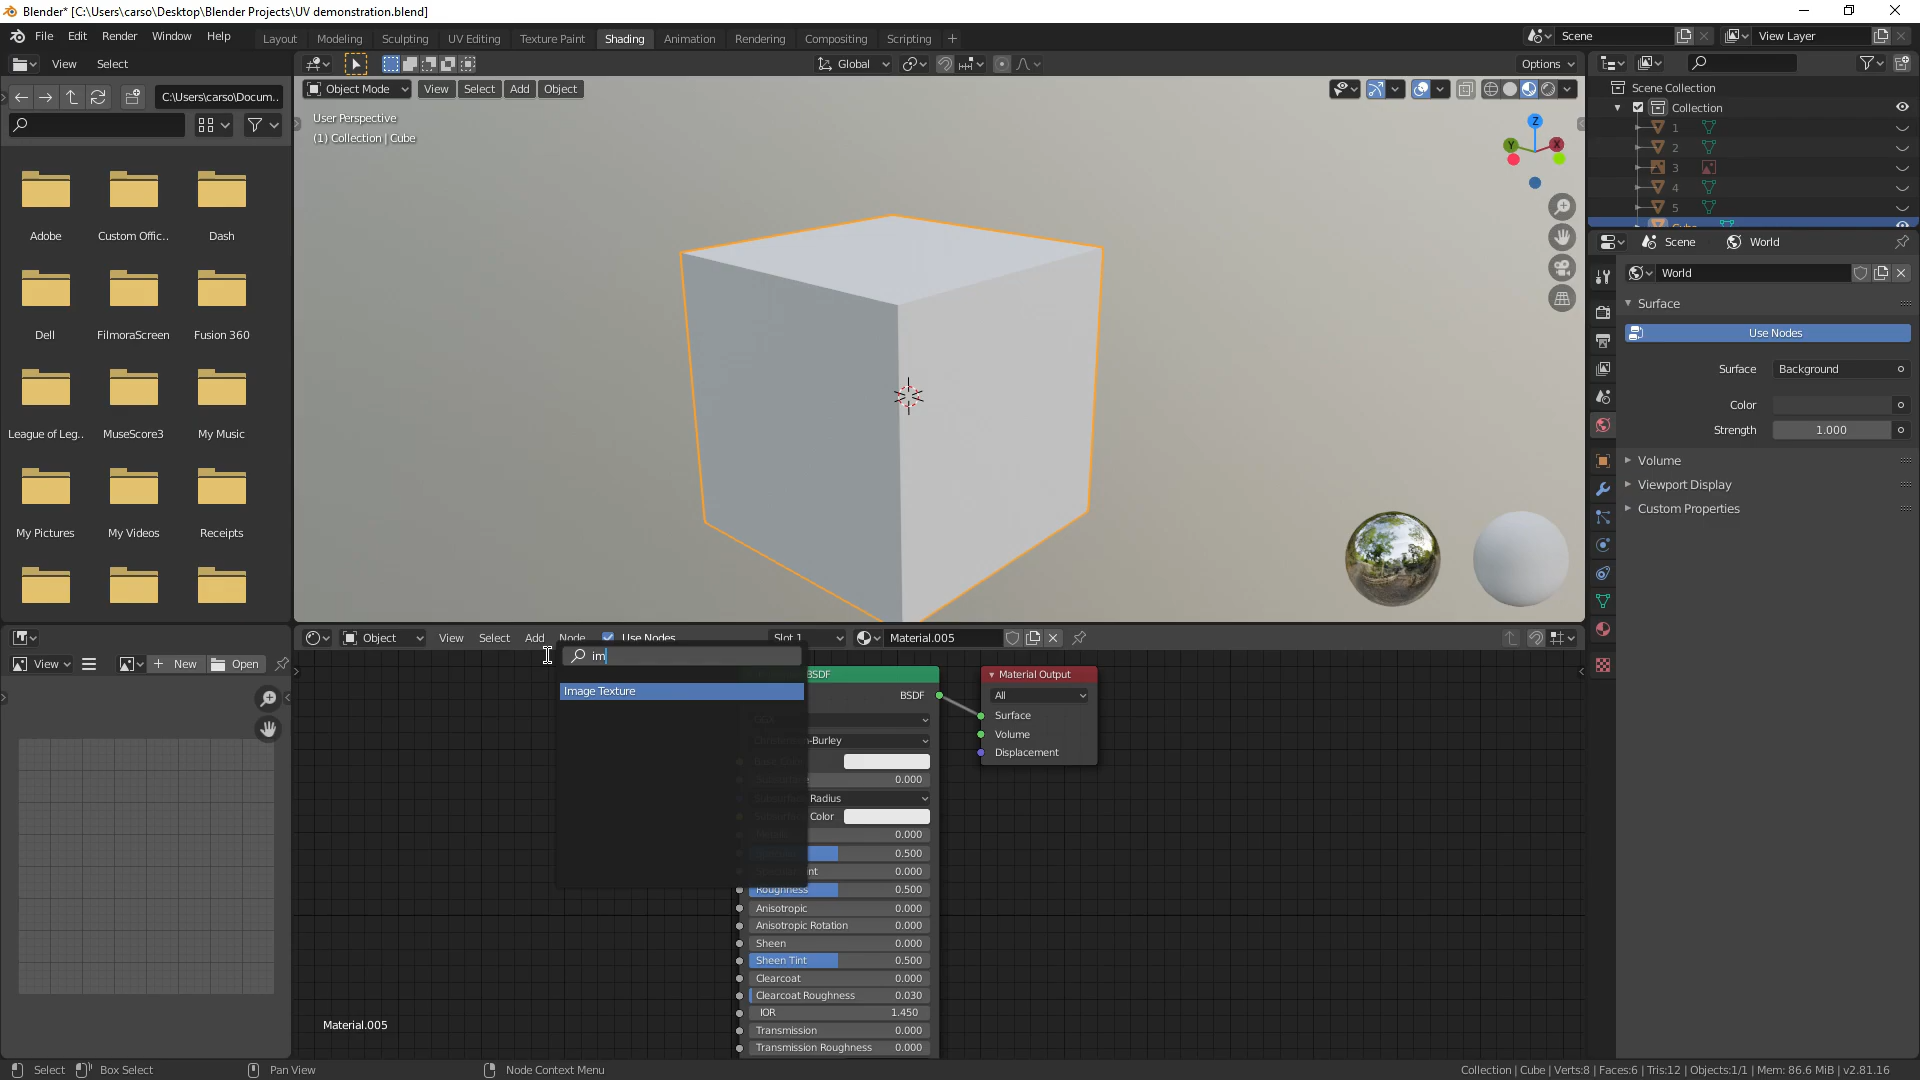 Blender* [C:\Users\carso\Desktop\Blender Projects\UV demonstration.blend]
File Edit Render Window Help
Layout Modeling Sculpting UV Editing Texture Paint Shading Animation Rendering Compositing Scripting
Scene View Layer
View Select
Global Options
C:\Users\carso\Docum..
Object Mode View Select Add Object
User Perspective
(1) Collection | Cube
Z
Y X
Scene Collection
Collection
1
2
3
4
5
Adobe Custom Offic.. Dash
Dell FilmoraScreen Fusion 360
League of Leg.. MuseScore3 My Music
My Pictures My Videos Receipts
Scene World
World
Surface
Use Nodes
Surface Background
Color
Strength 1.000
Volume
Viewport Display
Custom Properties
Object View Select Add Node Use Nodes Slot 1 Material.005
View New Open
im
Image Texture
BSDF
BSDF
GGX
Christensen-Burley
Base Color
Subsurface 0.000
Subsurface Radius
Subsurface Color
Metallic 0.000
0.500
0.000
Roughness 0.500
Anisotropic 0.000
Anisotropic Rotation 0.000
Sheen 0.000
Sheen Tint 0.500
Clearcoat 0.000
Clearcoat Roughness 0.030
IOR 1.450
Transmission 0.000
Transmission Roughness 0.000
Material Output
All
Surface
Volume
Displacement
Material.005
Select Box Select Pan View Node Context Menu
Collection | Cube | Verts:8 | Faces:6 | Tris:12 | Objects:1/1 | Mem: 86.6 MiB | v2.81.16